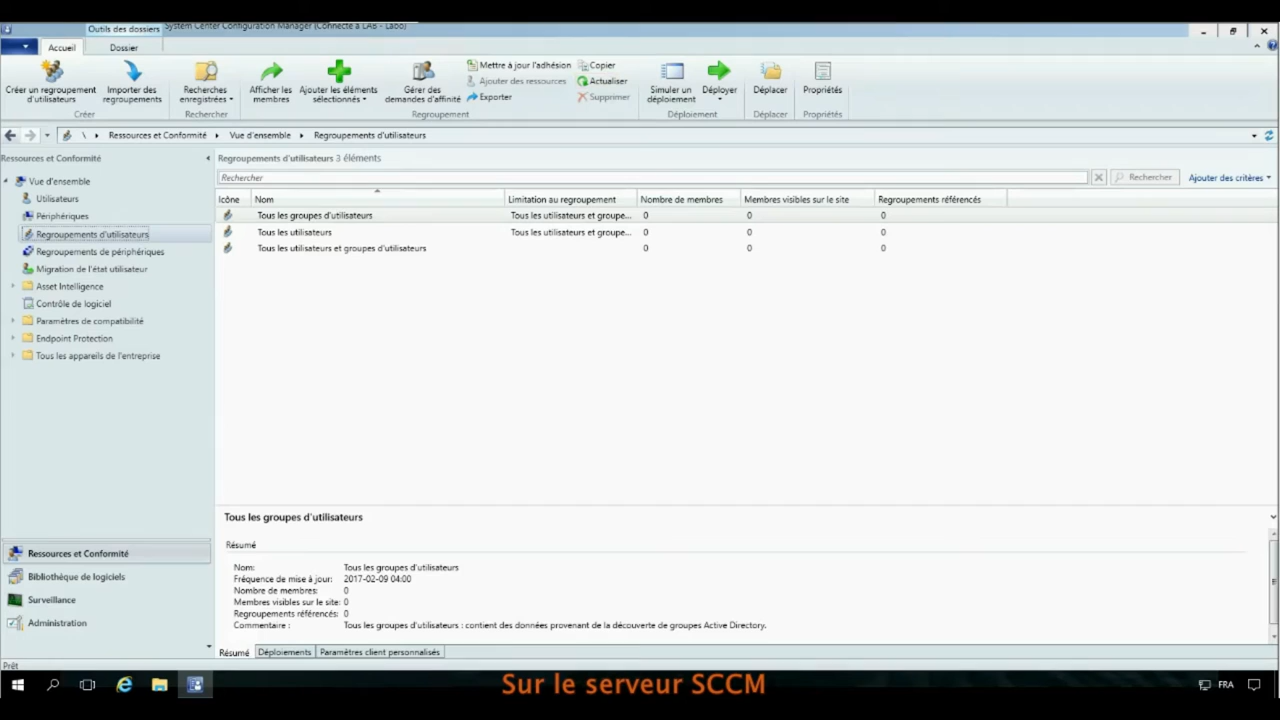 Outils des dossiers
System Center Configuration Manager (Connecté à LAB - Labo)
Accueil
Dossier
Créer un regroupement d'utilisateurs
Importer des regroupements
Recherches enregistrées
Afficher les membres
Ajouter les éléments sélectionnés
Gérer des demandes d'affinité
Mettre à jour l'adhésion
Ajouter des ressources
Exporter
Copier
Actualiser
Supprimer
Simuler un déploiement
Déployer
Déplacer
Propriétés
Créer
Rechercher
Regroupement
Déploiement
Déplacer
Propriétés
\ Ressources et Conformité Vue d'ensemble Regroupements d'utilisateurs
Ressources et Conformité
Vue d'ensemble
Utilisateurs
Périphériques
Regroupements d'utilisateurs
Regroupements de périphériques
Migration de l'état utilisateur
Asset Intelligence
Contrôle de logiciel
Paramètres de compatibilité
Endpoint Protection
Tous les appareils de l'entreprise
Ressources et Conformité
Bibliothèque de logiciels
Surveillance
Administration
Regroupements d'utilisateurs 3 éléments
Rechercher
Rechercher
Ajouter des critères
Icône Nom Limitation au regroupement Nombre de membres Membres visibles sur le site Regroupements référencés
Tous les groupes d'utilisateurs Tous les utilisateurs et groupe... 0 0 0
Tous les utilisateurs Tous les utilisateurs et groupe... 0 0 0
Tous les utilisateurs et groupes d'utilisateurs 0 0 0
Tous les groupes d'utilisateurs
Résumé
Nom: Tous les groupes d'utilisateurs
Fréquence de mise à jour: 2017-02-09 04:00
Nombre de membres: 0
Membres visibles sur le site: 0
Regroupements référencés: 0
Commentaire : Tous les groupes d'utilisateurs : contient des données provenant de la découverte de groupes Active Directory.
Résumé Déploiements Paramètres client personnalisés
Prêt
Sur le serveur SCCM
FRA